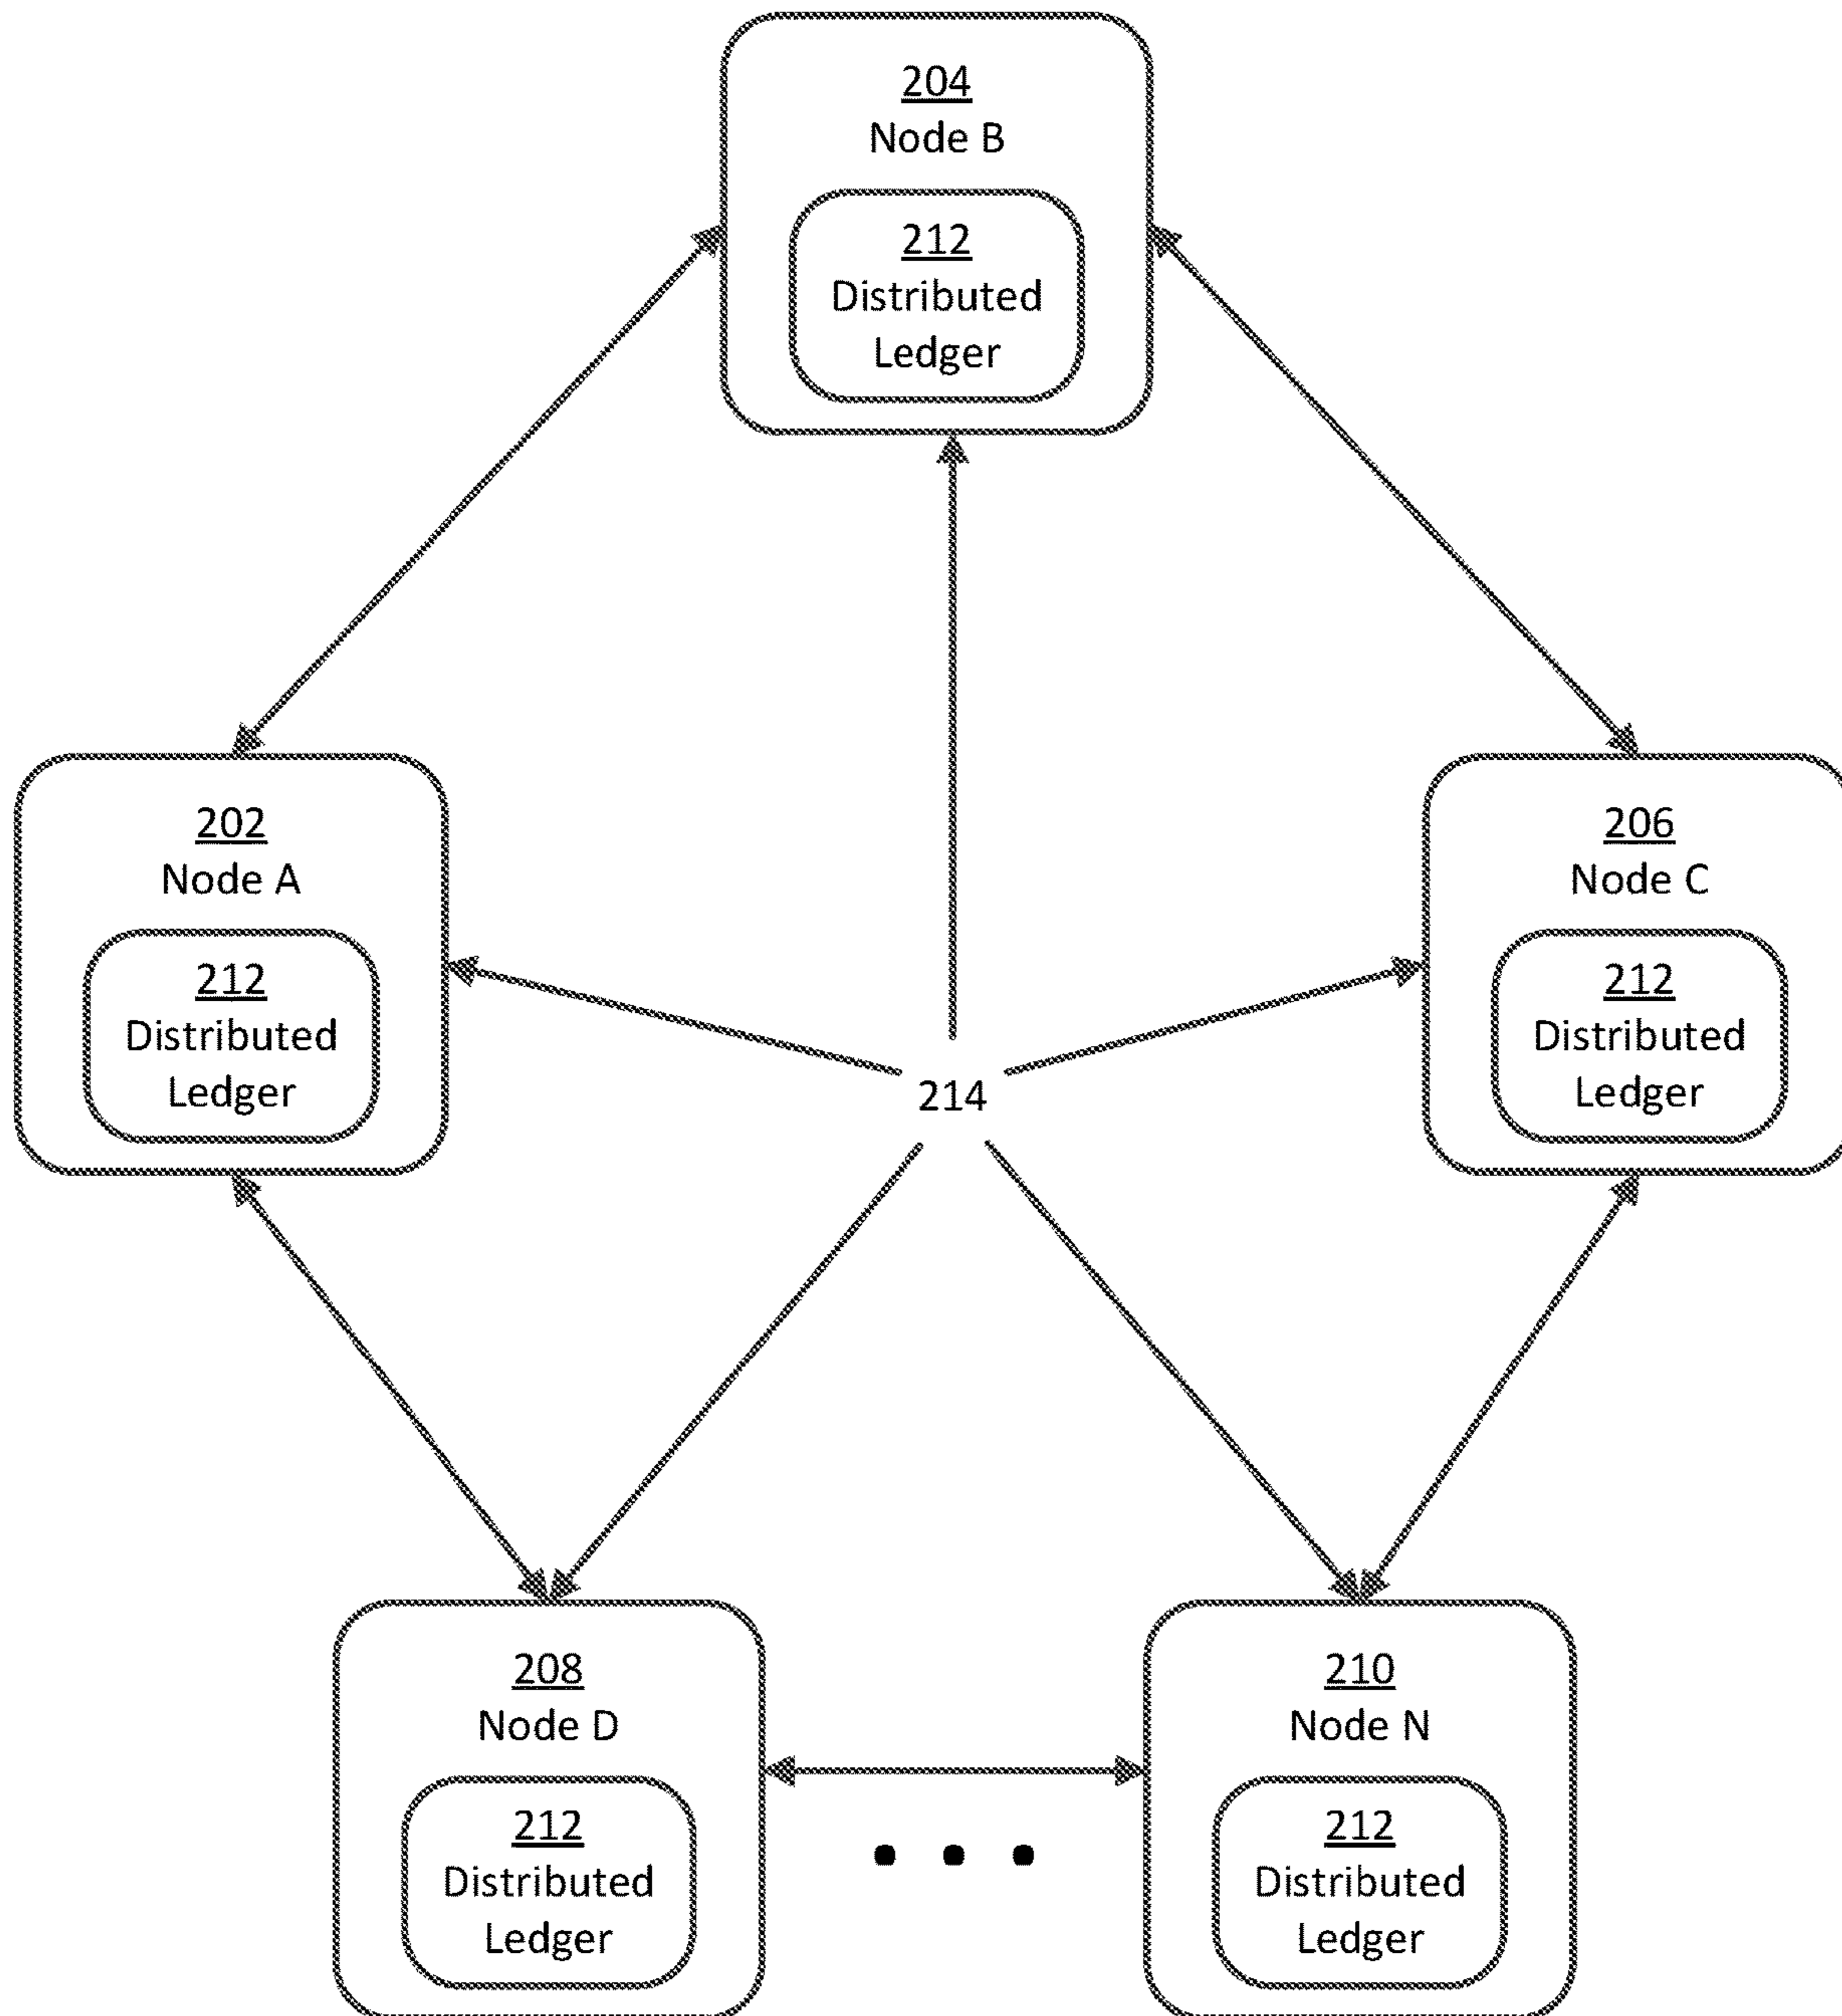 204
Node B
212
Distributed
Ledger
202
Node A
212
Distributed
Ledger
206
Node C
212
Distributed
Ledger
214
208
Node D
212
Distributed
Ledger
210
Node N
212
Distributed
Ledger